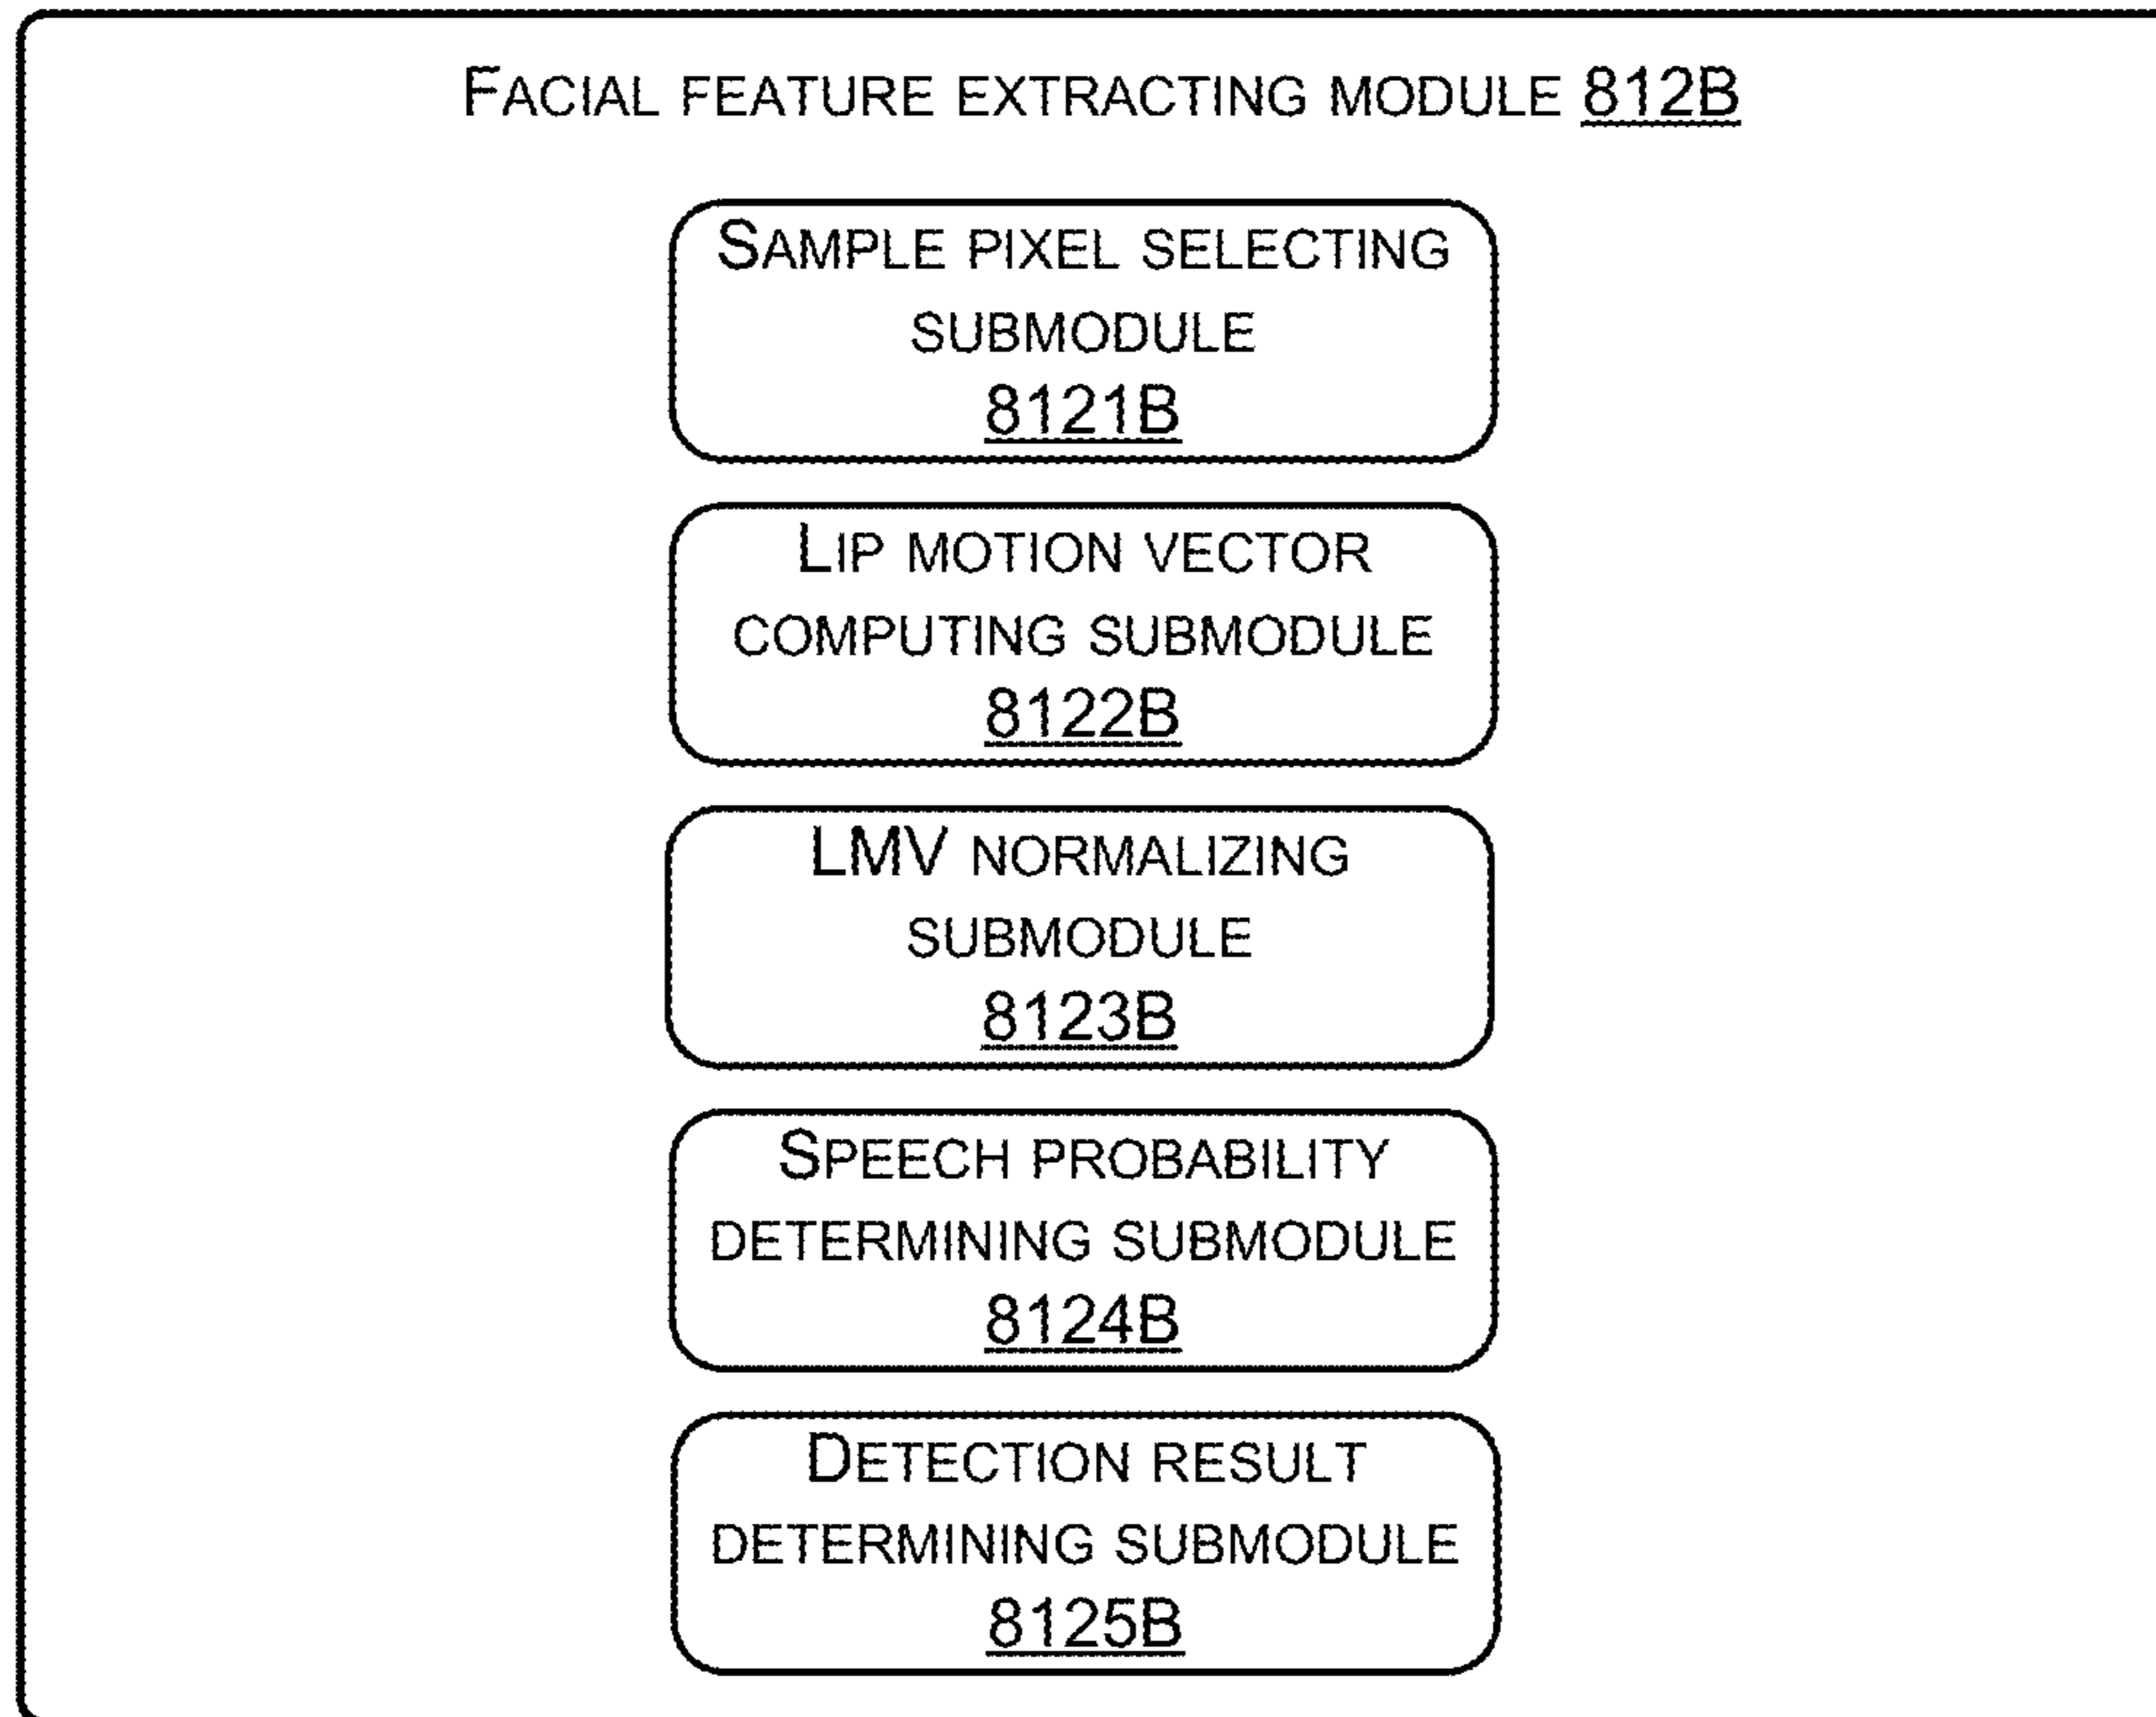 FACIAL FEATURE EXTRACTING MODULE 812B
SAMPLE PIXEL SELECTING
SUBMODULE
8121B
LIP MOTION VECTOR
COMPUTING SUBMODULE
8122B
LMV NORMALIZING
SUBMODULE
8123B
SPEECH PROBABILITY
DETERMINING SUBMODULE
8124B
DETECTION RESULT
DETERMINING SUBMODULE
8125B